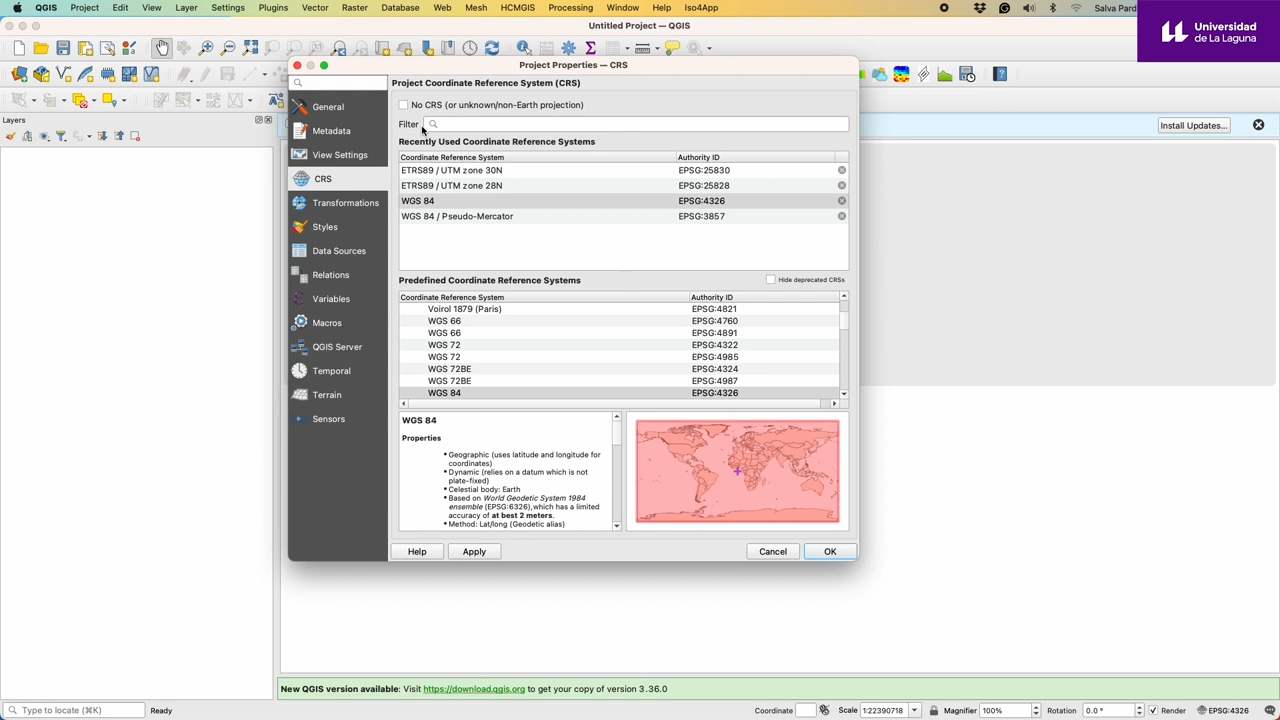 QGIS Project Edit View Layer Settings Plugins Vector Raster Database Web Mesh HCMGIS Processing Window Help Iso4App Salva Pard
Universidad
de La Laguna
Untitled Project — QGIS
Project Properties — CRS
Layers
Install Updates...
General
Metadata
View Settings
CRS
Transformations
Styles
Data Sources
Relations
Variables
Macros
QGIS Server
Temporal
Terrain
Sensors
Project Coordinate Reference System (CRS)
No CRS (or unknown/non-Earth projection)
Filter
Recently Used Coordinate Reference Systems
Coordinate Reference System Authority ID
ETRS89 / UTM zone 30N EPSG:25830
ETRS89 / UTM zone 28N EPSG:25828
WGS 84 EPSG:4326
WGS 84 / Pseudo-Mercator EPSG:3857
Predefined Coordinate Reference Systems Hide deprecated CRSs
Coordinate Reference System Authority ID
Voirol 1879 (Paris) EPSG:4821
WGS 66 EPSG:4760
WGS 66 EPSG:4891
WGS 72 EPSG:4322
WGS 72 EPSG:4985
WGS 72BE EPSG:4324
WGS 72BE EPSG:4987
WGS 84 EPSG:4326
WGS 84
Properties
• Geographic (uses latitude and longitude for
coordinates)
• Dynamic (relies on a datum which is not
plate-fixed)
• Celestial body: Earth
• Based on World Geodetic System 1984
ensemble (EPSG:6326), which has a limited
accuracy of at best 2 meters.
• Method: Lat/long (Geodetic alias)
Help Apply Cancel OK
New QGIS version available: Visit https://download.qgis.org to get your copy of version 3.36.0
Type to locate (⌘K) Ready Coordinate Scale 1:22390718 Magnifier 100% Rotation 0.0 ° Render EPSG:4326